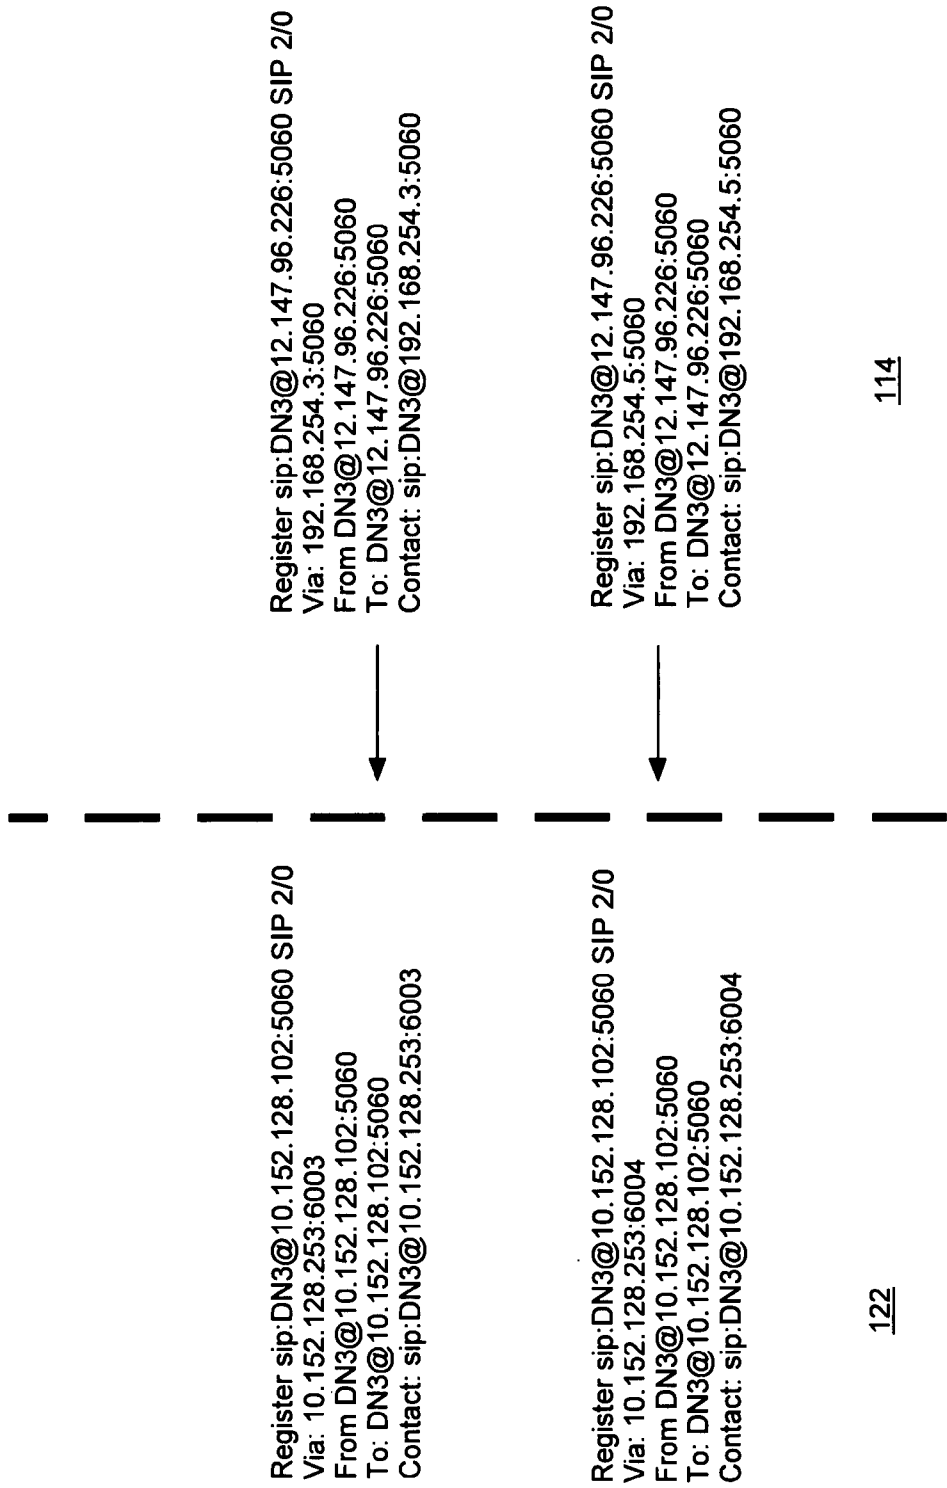 Register sip:DN3@10.152.128.102:5060 SIP 2/0
Via: 10.152.128.253:6003
From DN3@10.152.128.102:5060
To: DN3@10.152.128.102:5060
Contact: sip:DN3@10.152.128.253:6003
Register sip:DN3@10.152.128.102:5060 SIP 2/0
Via: 10.152.128.253:6004
From DN3@10.152.128.102:5060
To: DN3@10.152.128.102:5060
Contact: sip:DN3@10.152.128.253:6004
122
Register sip:DN3@12.147.96.226:5060 SIP 2/0
Via: 192.168.254.3:5060
From DN3@12.147.96.226:5060
To: DN3@12.147.96.226:5060
Contact: sip:DN3@192.168.254.3:5060
Register sip:DN3@12.147.96.226:5060 SIP 2/0
Via: 192.168.254.5:5060
From DN3@12.147.96.226:5060
To: DN3@12.147.96.226:5060
Contact: sip:DN3@192.168.254.5:5060
114